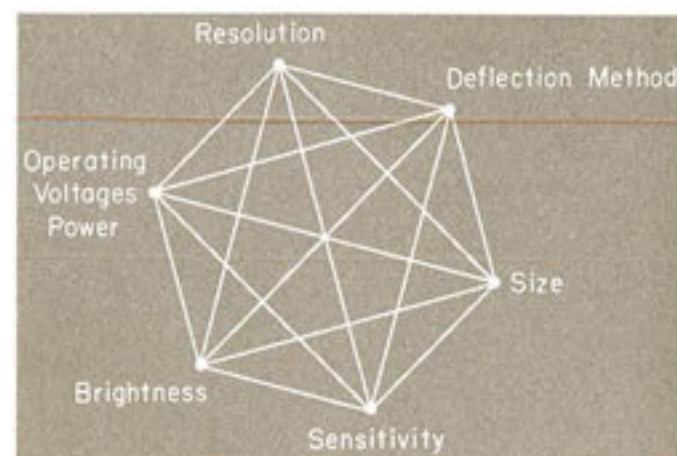 Resolution
Deflection Method
Operating
Voltages
Power
Size
Brightness
Sensitivity